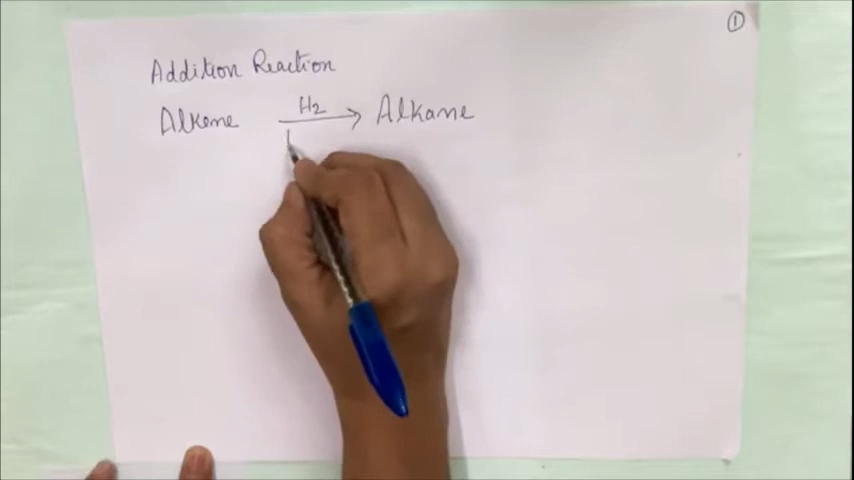 ①
Addition Reaction
Alkene H₂ → Alkane